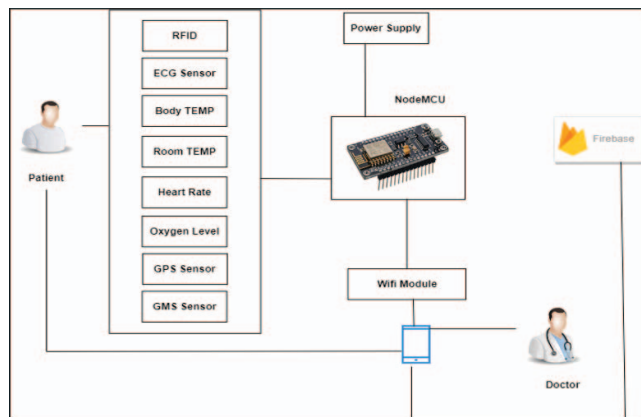 RFID
ECG Sensor
Body TEMP
Room TEMP
Heart Rate
Oxygen Level
GPS Sensor
GMS Sensor
Patient
Power Supply
NodeMCU
Wifi Module
Firebase
Doctor